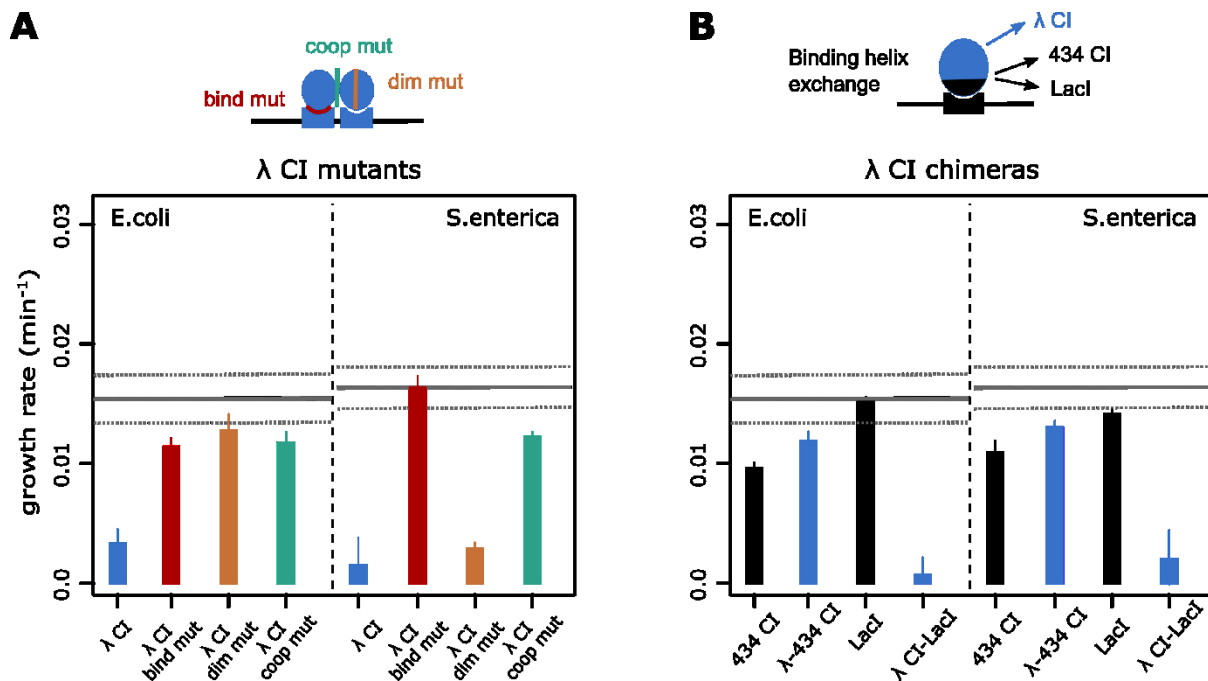 A
coop mut
bind mut
dim mut
λ CI mutants
E.coli
S.enterica
growth rate (min⁻¹)
0.03
0.02
0.01
0.0
λ CI
λ CI
bind mut
λ CI
dim mut
λ CI
coop mut
λ CI
λ CI
bind mut
λ CI
dim mut
λ CI
coop mut
B
λ CI
Binding helix
exchange
434 CI
LacI
λ CI chimeras
E.coli
S.enterica
0.03
0.02
0.01
0.0
434 CI
λ-434 CI
LacI
λ CI-LacI
434 CI
λ-434 CI
LacI
λ CI-LacI